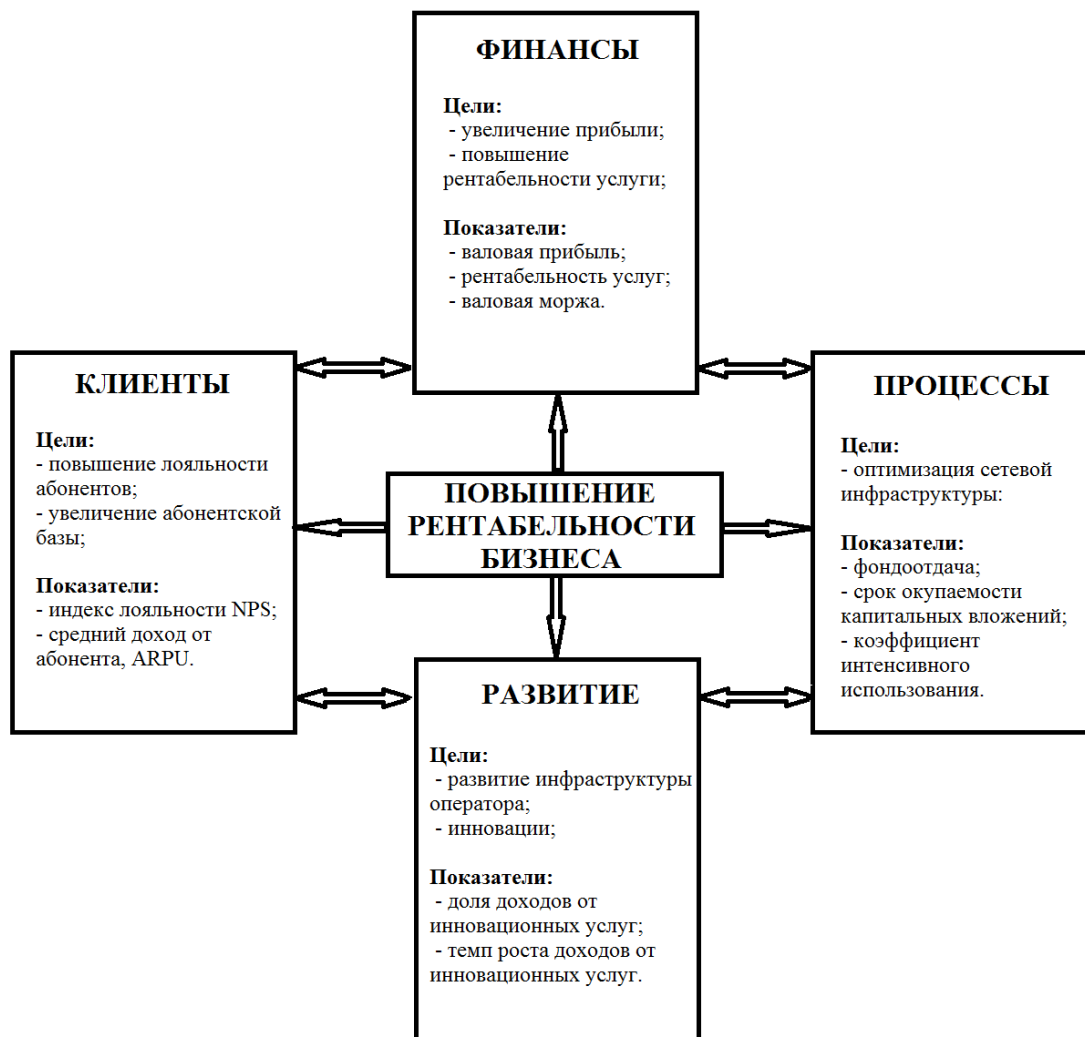 ФИНАНСЫ
Цели:
- увеличение прибыли;
- повышение
рентабельности услуги;
Показатели:
- валовая прибыль;
- рентабельность услуг;
- валовая моржа.
КЛИЕНТЫ
Цели:
- повышение лояльности
абонентов;
- увеличение абонентской
базы;
Показатели:
- индекс лояльности NPS;
- средний доход от
абонента, ARPU.
ПОВЫШЕНИЕ
РЕНТАБЕЛЬНОСТИ
БИЗНЕСА
ПРОЦЕССЫ
Цели:
- оптимизация сетевой
инфраструктуры:
Показатели:
- фондоотдача;
- срок окупаемости
капитальных вложений;
- коэффициент
интенсивного
использования.
РАЗВИТИЕ
Цели:
- развитие инфраструктуры
оператора;
- инновации;
Показатели:
- доля доходов от
инновационных услуг;
- темп роста доходов от
инновационных услуг.